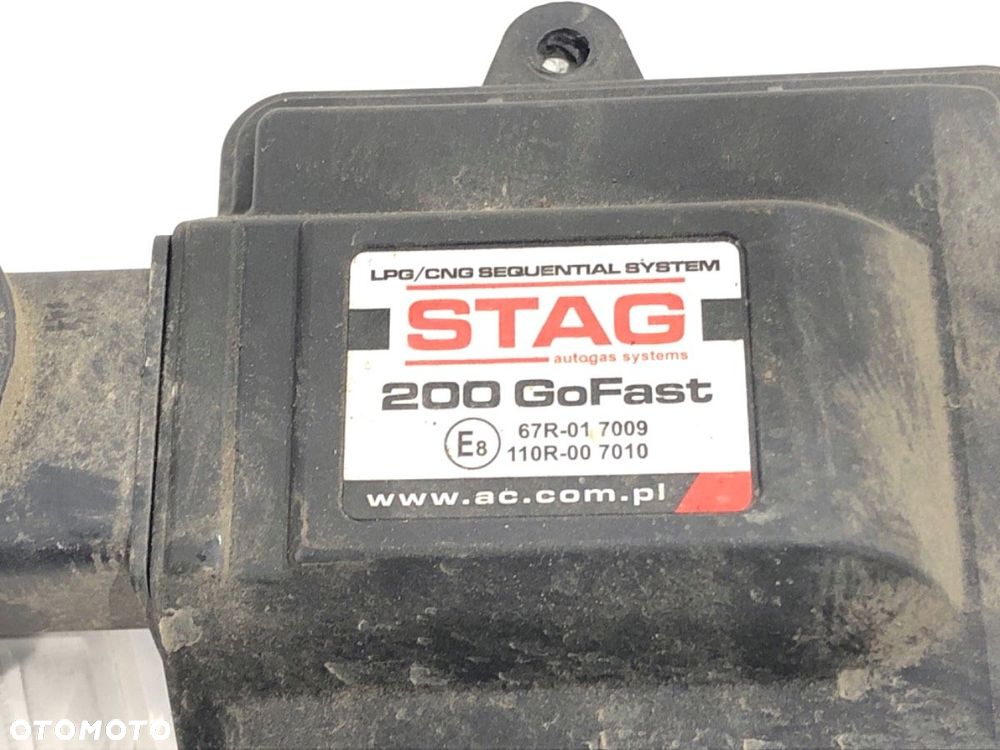 LPG/CNG SEQUENTIAL SYSTEM
STAG
autogas systems
200 GoFast
E8 67R-01 7009
110R-00 7010
www.ac.com.pl
OTOMOTO